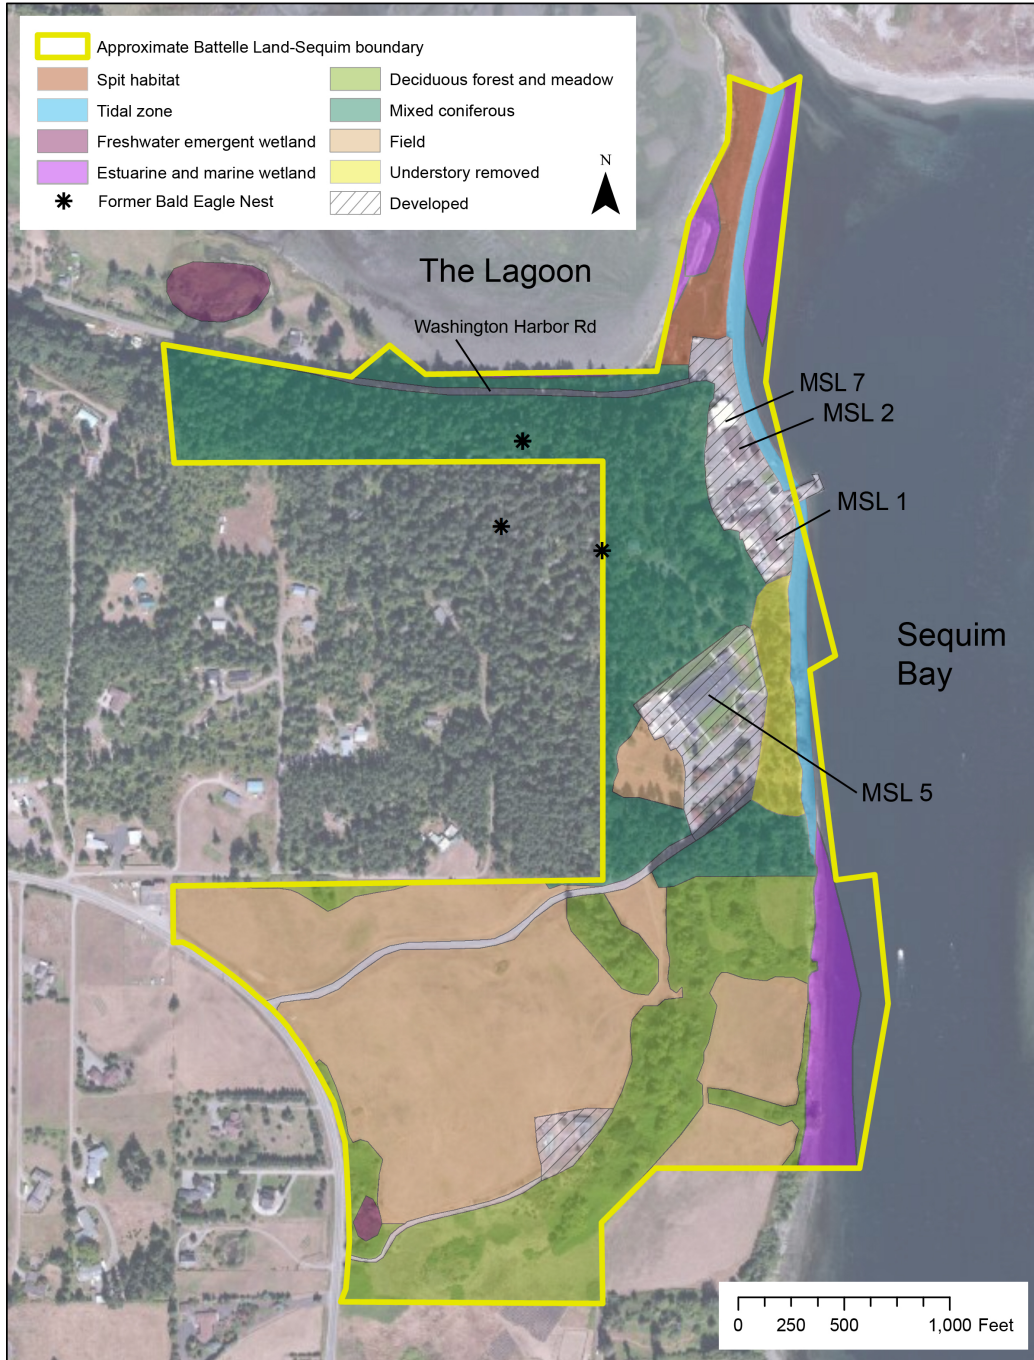 Approximate Battelle Land-Sequim boundary
Spit habitat
Tidal zone
Freshwater emergent wetland
Estuarine and marine wetland
Former Bald Eagle Nest
Deciduous forest and meadow
Mixed coniferous
Field
Understory removed
Developed
N
The Lagoon
Washington Harbor Rd
MSL 7
MSL 2
MSL 1
Sequim
Bay
MSL 5
0 250 500 1,000 Feet